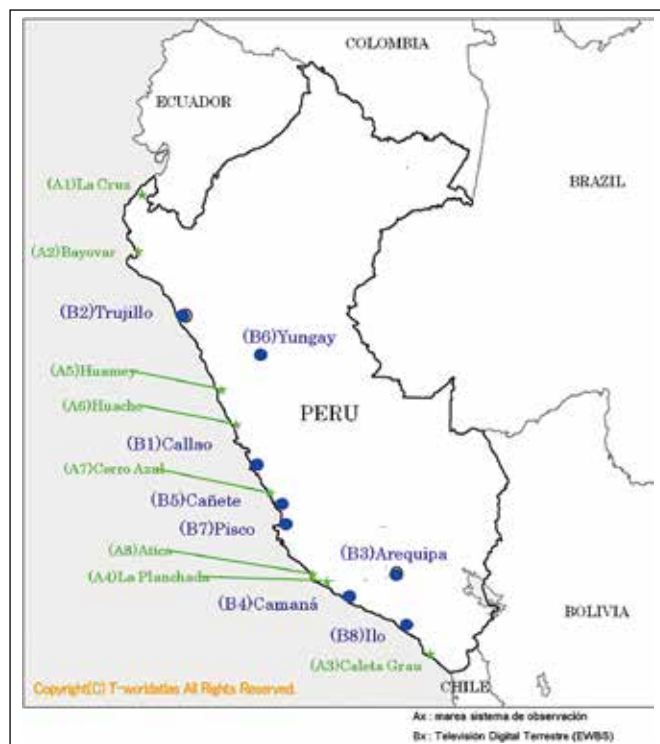 COLOMBIA
ECUADOR
BRAZIL
(A1)La Cruz
(A2)Bayovar
(B2)Trujillo
(B6)Yungay
(A5)Huamey
(A6)Huacho
PERU
(B1)Callao
(A7)Cerro Azul
(B5)Cañete
(B7)Pisco
(A8)Atico
(B3)Arequipa
(A4)La Planchada
(B4)Camaná
(B8)Ilo
BOLIVIA
(A3)Caleta Grau
CHILE
Copyright(C) T-worldatlas All Rights Reserved.
Ax : marea sistema de observación
Bx : Televisión Digital Terrestre (EWBS)